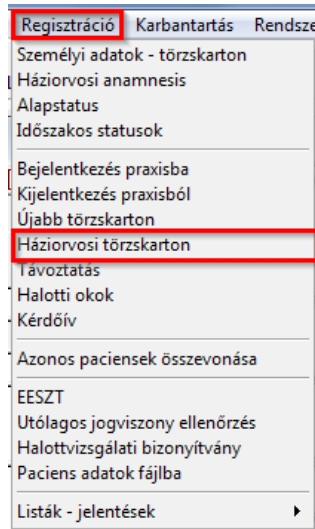 Regisztráció Karbantartás Rendsze
Személyi adatok - törzskarton
Háziorvosi anamnesis
Alapstatus
Időszakos statusok
Bejelentkezés praxisba
Kijelentkezés praxisból
Újabb törzskarton
Háziorvosi törzskarton
Távoztatás
Halotti okok
Kérdőív
Azonos paciensek összevonása
EESZT
Utólagos jogviszony ellenőrzés
Halottvizsgálati bizonyítvány
Paciens adatok fájlba
Listák - jelentések